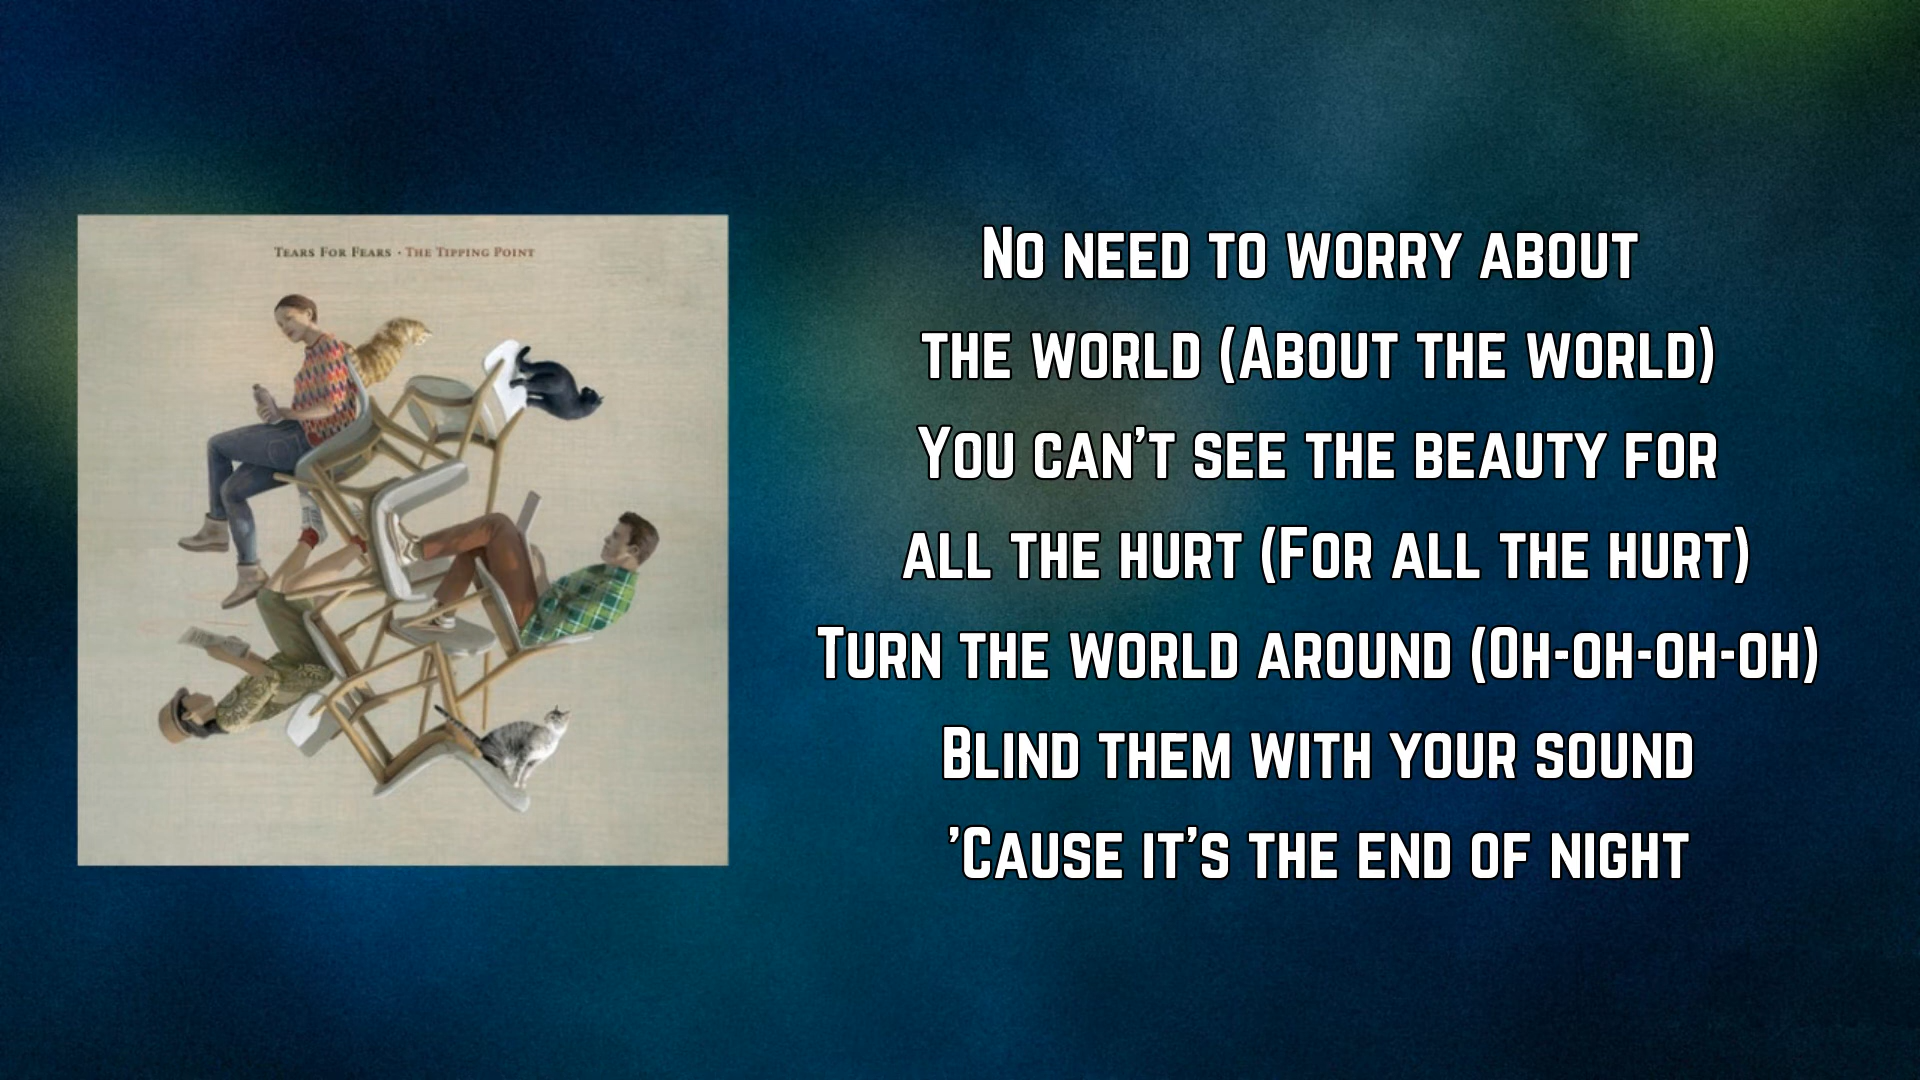 Tears For Fears · The Tipping Point
No need to worry about
the world (About the world)
You can't see the beauty for
all the hurt (For all the hurt)
Turn the world around (Oh-oh-oh-oh)
Blind them with your sound
'Cause it's the end of night